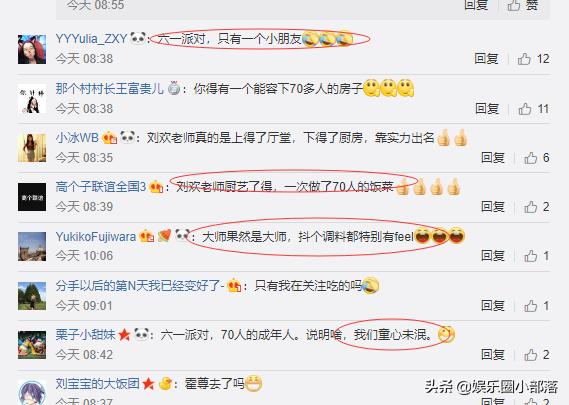 今天 08:55
回复
赞
YYYulia_ZXY：六一派对，只有一个小朋友
今天 08:38
回复
12
那个村村长王富贵儿：你得有一个能容下70多人的房子
今天 08:38
回复
11
小冰WB：刘欢老师真的是上得了厅堂，下得了厨房，靠实力出名
今天 08:35
回复
6
高个子联谊全国3：刘欢老师厨艺了得，一次做了70人的饭菜
今天 08:39
回复
2
YukikoFujiwara：大师果然是大师，抖个调料都特别有feel
今天 10:06
回复
1
分手以后的第N天我已经变好了-：只有我在关注吃的吗
今天 09:01
回复
1
栗子小甜妹：六一派对，70人的成年人。说明啥，我们童心未泯。
今天 08:42
回复
2
刘宝宝的大饭团：霍尊去了吗
今天 08:37
头条 @娱乐圈小部落